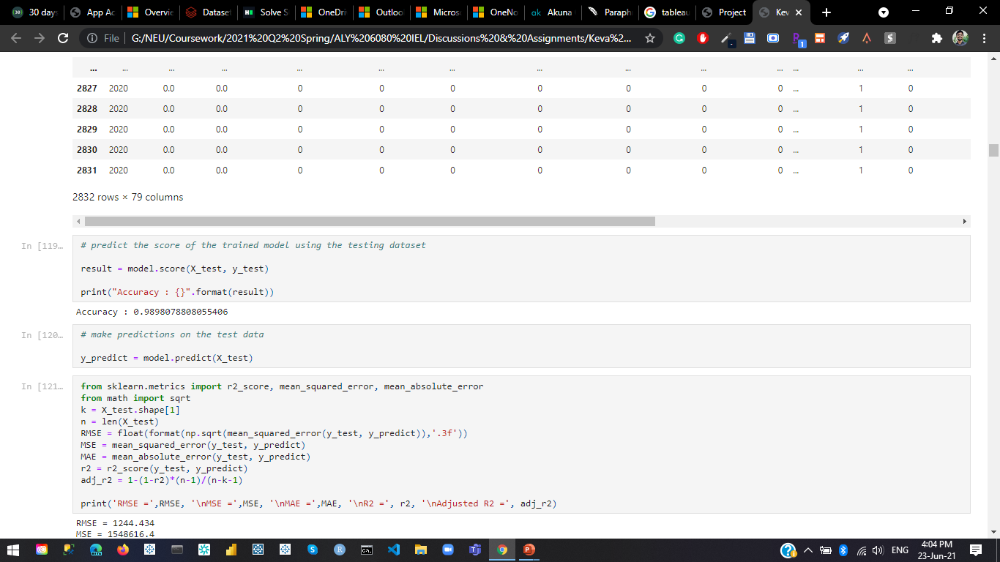 30 days
App Ac
Overvie
Dataset
Solve S
OneDri
Outloo
Micros
OneNo
Akuna
Paraph
tableau
Project
Kev
File | G:/NEU/Coursework/2021%20Q2%20Spring/ALY%206080%20IEL/Discussions%20&%20Assignments/Keva%2...
... ... ... ... ... ... ... ... ... ... ... ... ... ...
2827 2020 0.0 0.0 0 0 0 0 0 0 0 ... 1 0
2828 2020 0.0 0.0 0 0 0 0 0 0 0 ... 1 0
2829 2020 0.0 0.0 0 0 0 0 0 0 0 ... 1 0
2830 2020 0.0 0.0 0 0 0 0 0 0 0 ... 1 0
2831 2020 0.0 0.0 0 0 0 0 0 0 0 ... 1 0
2832 rows × 79 columns
In [119…
# predict the score of the trained model using the testing dataset
result = model.score(X_test, y_test)
print("Accuracy : {}".format(result))
Accuracy : 0.9898078808055406
In [120…
# make predictions on the test data
y_predict = model.predict(X_test)
In [121…
from sklearn.metrics import r2_score, mean_squared_error, mean_absolute_error
from math import sqrt
k = X_test.shape[1]
n = len(X_test)
RMSE = float(format(np.sqrt(mean_squared_error(y_test, y_predict)),'.3f'))
MSE = mean_squared_error(y_test, y_predict)
MAE = mean_absolute_error(y_test, y_predict)
r2 = r2_score(y_test, y_predict)
adj_r2 = 1-(1-r2)*(n-1)/(n-k-1)
print('RMSE =',RMSE, '\nMSE =',MSE, '\nMAE =',MAE, '\nR2 =', r2, '\nAdjusted R2 =', adj_r2)
RMSE = 1244.434
MSE = 1548616.4
ENG
4:04 PM
23-Jun-21